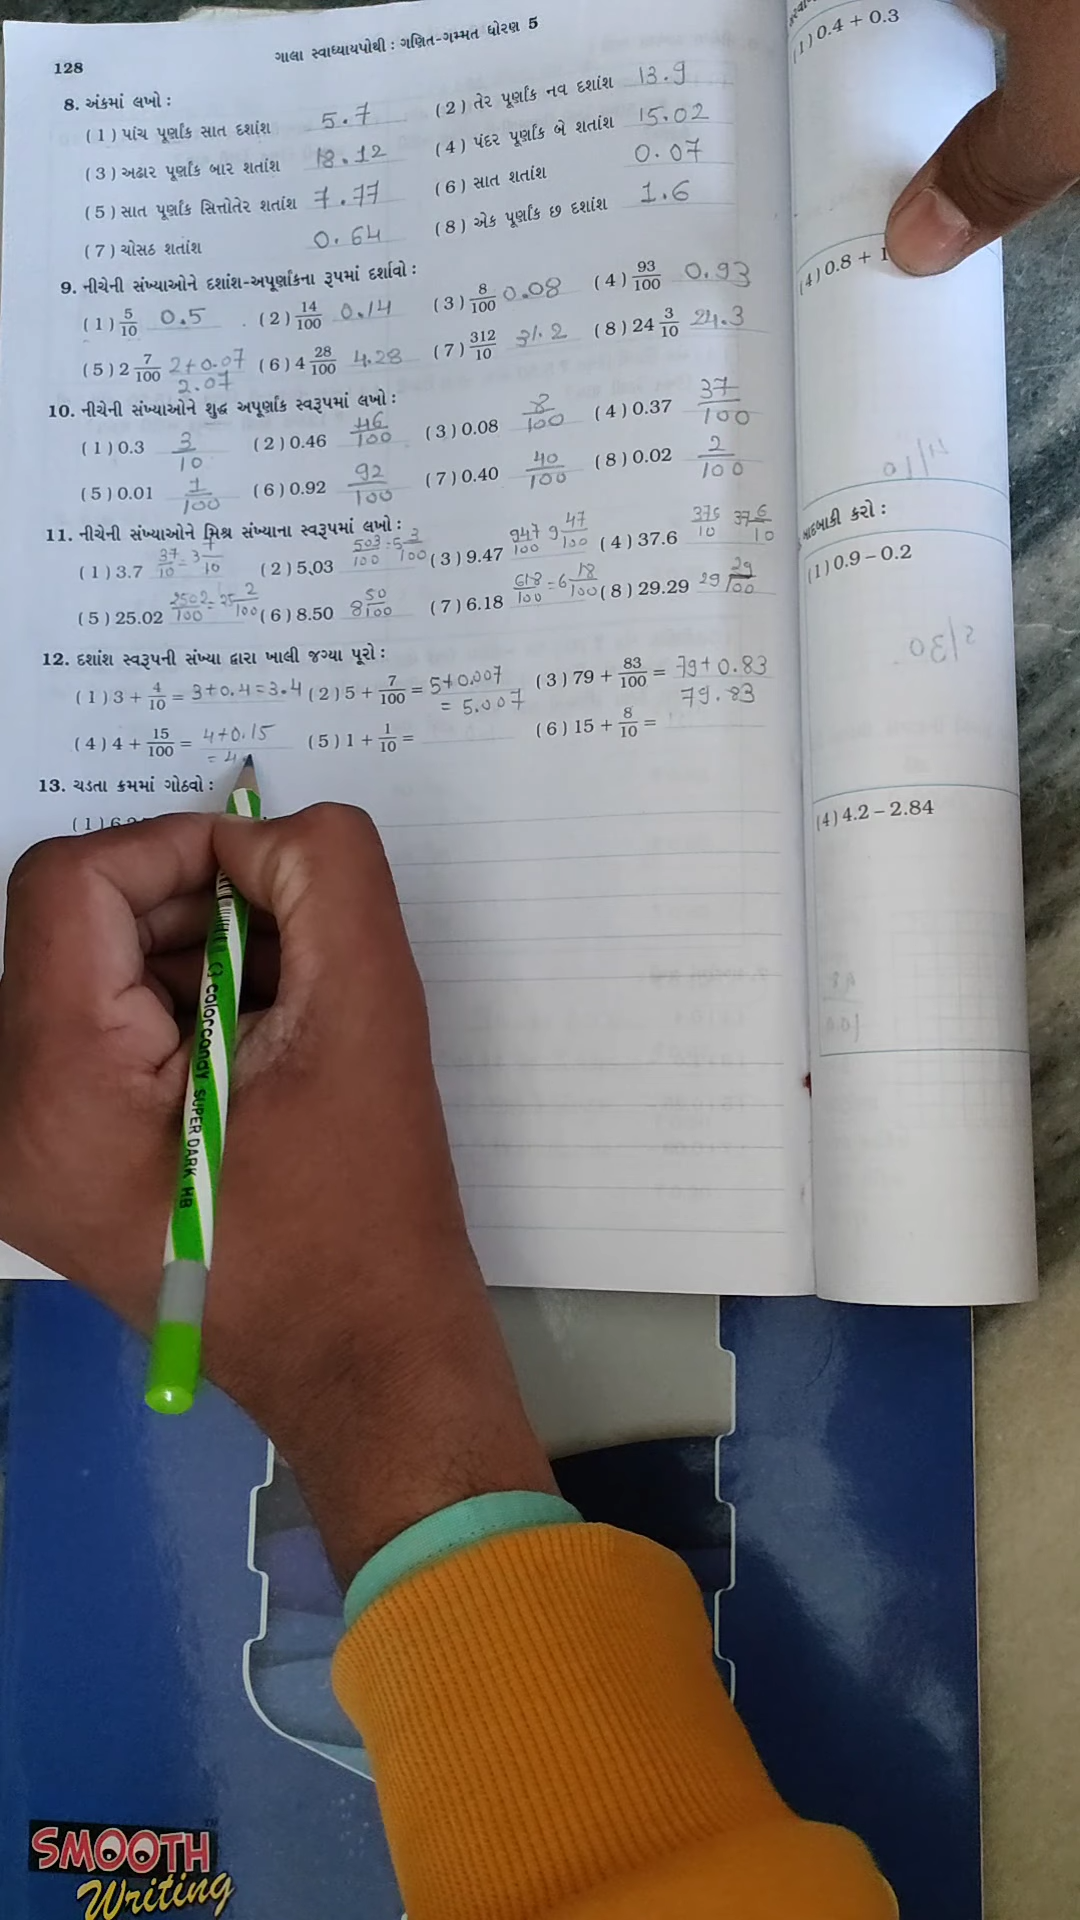 128 ગાલા સ્વાધ્યાયપોથી : ગણિત-ગમ્મત ધોરણ 5
8. અંકમાં લખો :
(1) પાંચ પૂર્ણાંક સાત દશાંશ 5.7 (2) તેર પૂર્ણાંક નવ દશાંશ 13.9
(3) અઢાર પૂર્ણાંક બાર શતાંશ 18.12 (4) પંદર પૂર્ણાંક બે શતાંશ 15.02
(5) સાત પૂર્ણાંક સિત્તોતેર શતાંશ 7.77 (6) સાત શતાંશ 0.07
(7) ચોસઠ શતાંશ 0.64 (8) એક પૂર્ણાંક છ દશાંશ 1.6
9. નીચેની સંખ્યાઓને દશાંશ-અપૂર્ણાંકના રૂપમાં દર્શાવો :
(1) 5/10 0.5 (2) 14/100 0.14 (3) 8/100 0.08 (4) 93/100 0.93
(5) 2 7/100 2+0.07 (6) 4 28/100 4.28 (7) 312/10 31.2 (8) 24 3/10 24.3
2.07
10. નીચેની સંખ્યાઓને શુદ્ધ અપૂર્ણાંક સ્વરૂપમાં લખો :
(1) 0.3 3/10 (2) 0.46 46/100 (3) 0.08 8/100 (4) 0.37 37/100
(5) 0.01 1/100 (6) 0.92 92/100 (7) 0.40 40/100 (8) 0.02 2/100
11. નીચેની સંખ્યાઓને મિશ્ર સંખ્યાના સ્વરૂપમાં લખો :
(1) 3.7 37/10 = 3 7/10 (2) 5.03 503/100 = 5 3/100 (3) 9.47 947/100 9 47/100 (4) 37.6 376/10 37 6/10
(5) 25.02 2502/100 = 25 2/100 (6) 8.50 8 50/100 (7) 6.18 618/100 = 6 18/100 (8) 29.29 29 29/100
12. દશાંશ સ્વરૂપની સંખ્યા દ્વારા ખાલી જગ્યા પૂરો :
(1) 3 + 4/10 = 3+0.4=3.4 (2) 5 + 7/100 = 5+0.007 (3) 79 + 83/100 = 79+0.83
= 5.007 79.83
(4) 4 + 15/100 = 4+0.15 (5) 1 + 1/10 = (6) 15 + 8/10 =
= 4.
13. ચડતા ક્રમમાં ગોઠવો :
(1)
(1) 0.4 + 0.3
(4) 0.8 + 1
બાદબાકી કરો :
(1) 0.9 – 0.2
(4) 4.2 – 2.84
colorcandy SUPER DARK HB
SMOOTH
Writing